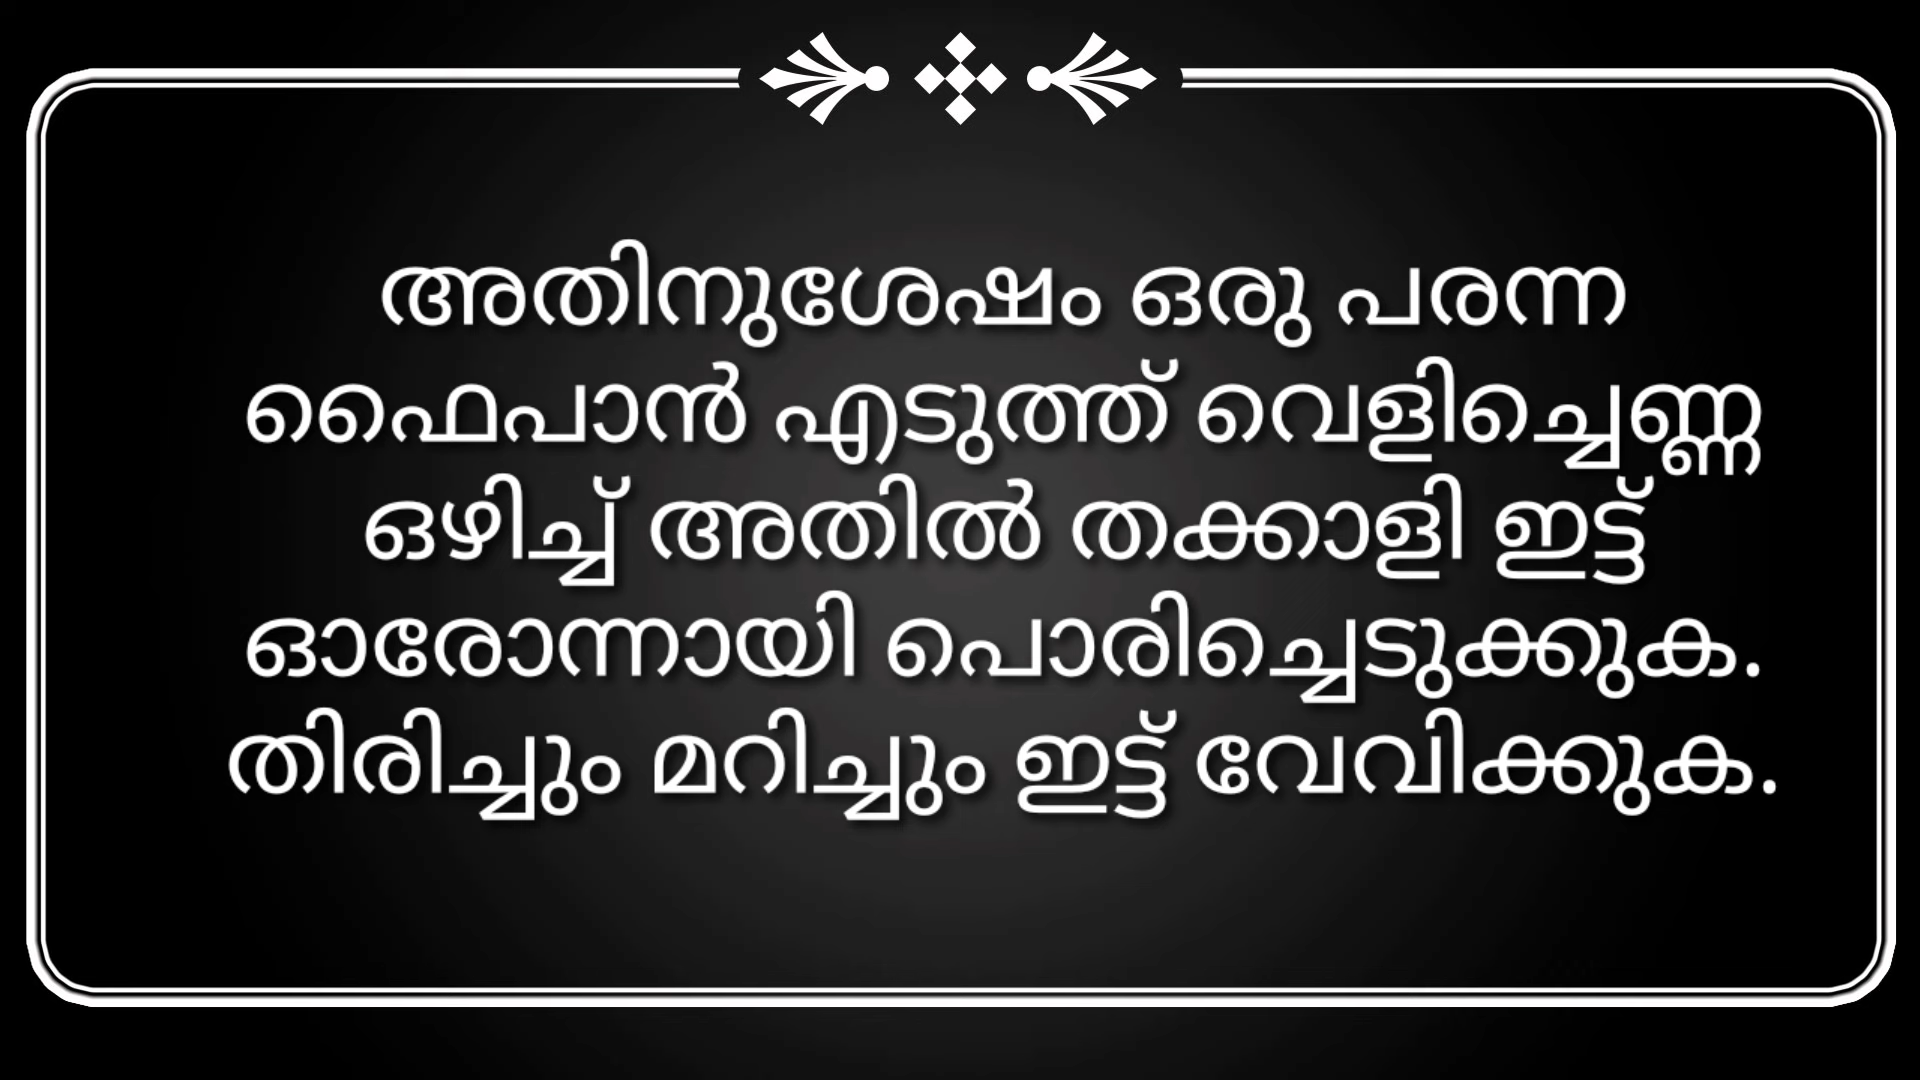 അതിനുശേഷം ഒരു പരന്ന
ഫൈപാൻ എടുത്ത് വെളിച്ചെണ്ണ
ഒഴിച്ച് അതിൽ തക്കാളി ഇട്ട്
ഓരോന്നായി പൊരിച്ചെടുക്കുക.
തിരിച്ചും മറിച്ചും ഇട്ട് വേവിക്കുക.